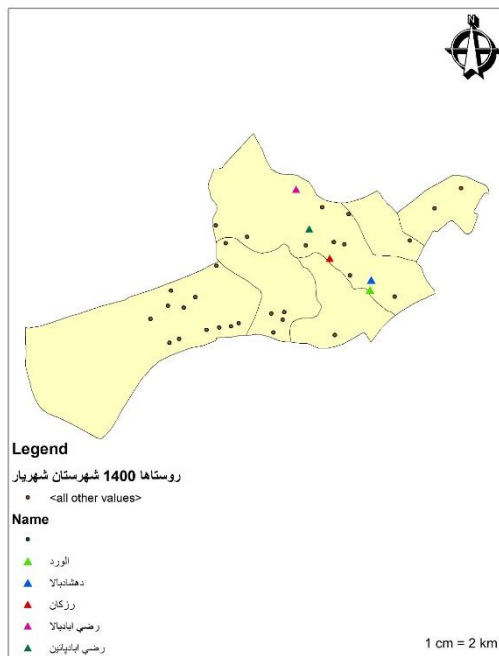 N
Legend
روستاها 1400 شهرستان شهریار
<all other values>
Name
الورد
دهشادبالا
رزکان
رضي ابادبالا
رضي ابادپائین
1 cm = 2 km